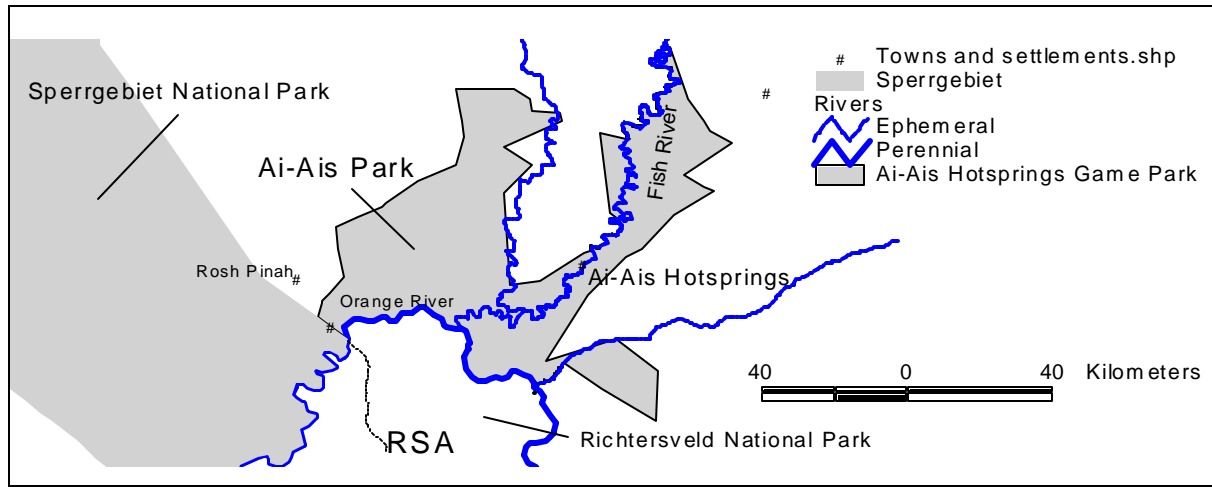 Sperrgebiet National Park
Ai-Ais Park
Rosh Pinah
Orange River
Fish River
Ai-Ais Hotsprings
RSA
Richtersveld National Park
# Towns and settlements.shp
Sperrgebiet
Rivers
Ephemeral
Perennial
Ai-Ais Hotsprings Game Park
40 0 40 Kilometers